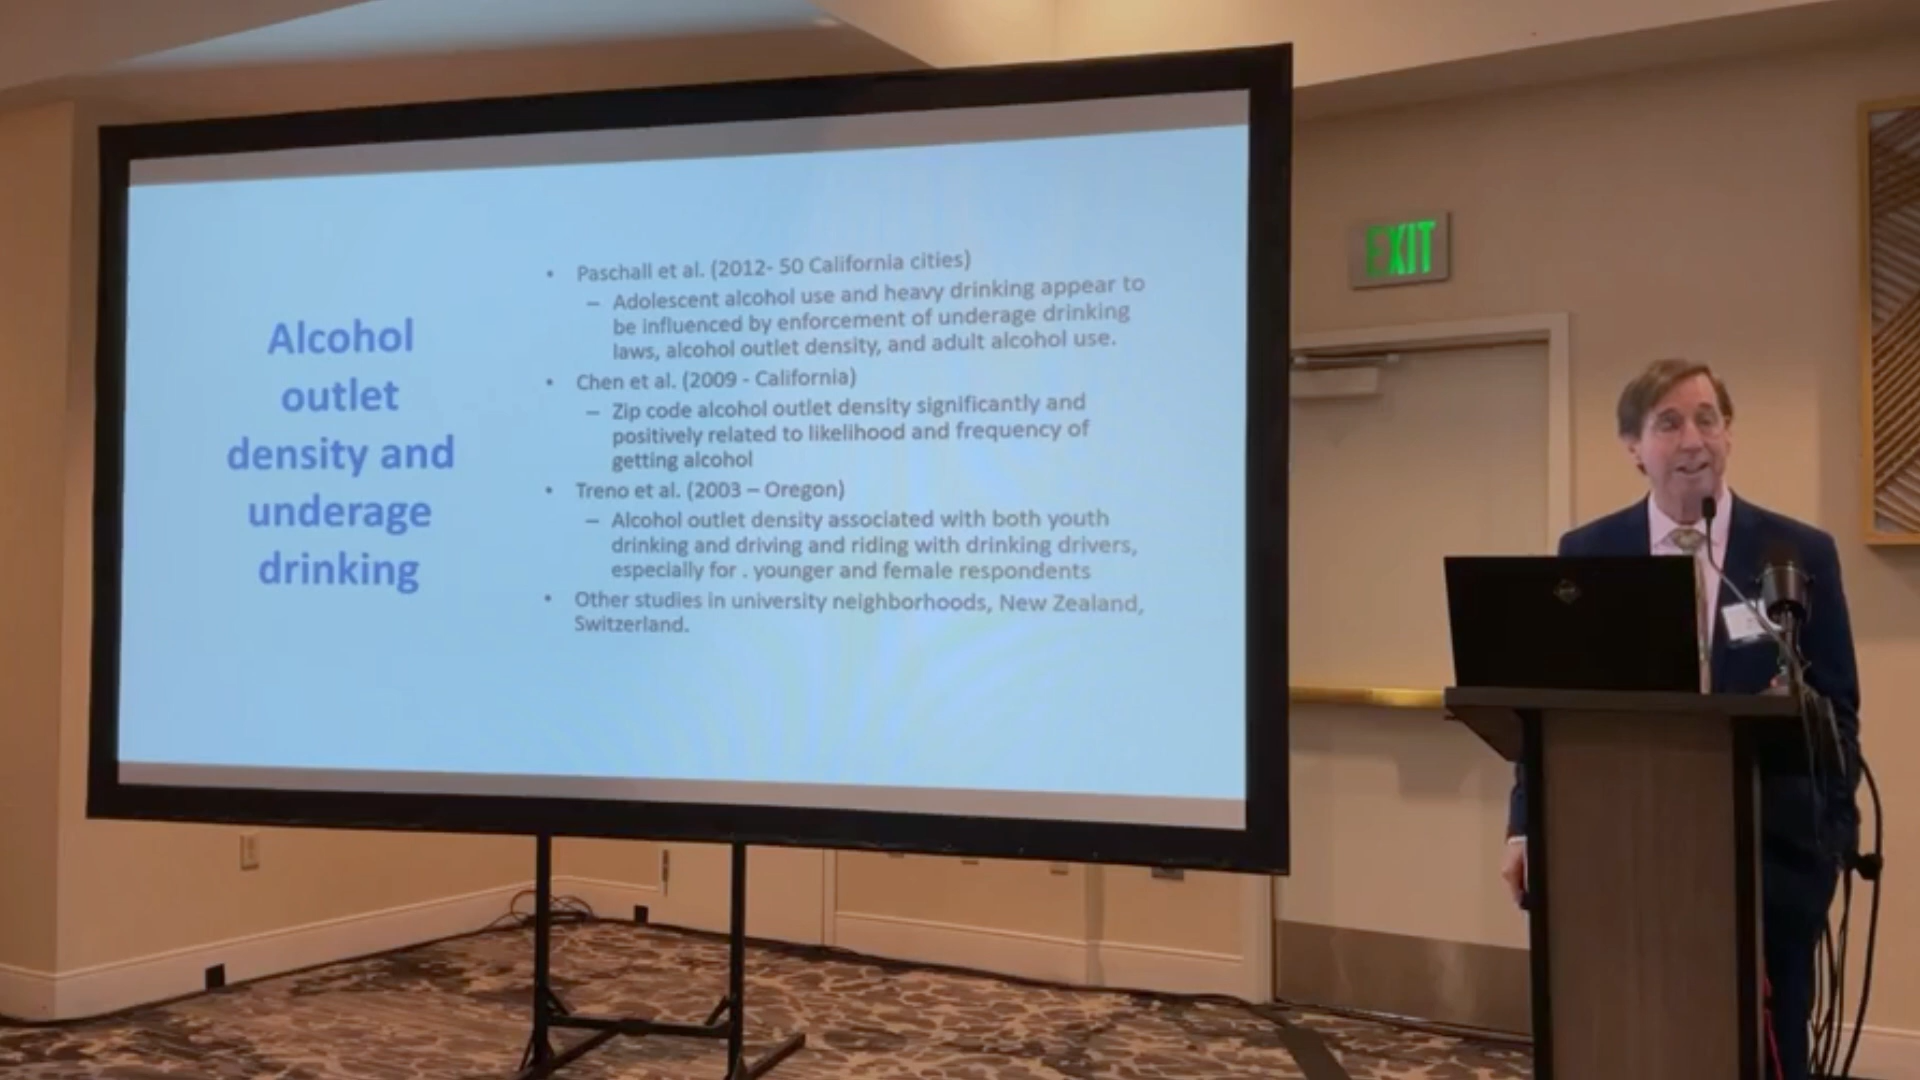 Alcohol
outlet
density and
underage
drinking
• Paschall et al. (2012- 50 California cities)
– Adolescent alcohol use and heavy drinking appear to
be influenced by enforcement of underage drinking
laws, alcohol outlet density, and adult alcohol use.
• Chen et al. (2009 - California)
– Zip code alcohol outlet density significantly and
positively related to likelihood and frequency of
getting alcohol
• Treno et al. (2003 – Oregon)
– Alcohol outlet density associated with both youth
drinking and driving and riding with drinking drivers,
especially for . younger and female respondents
• Other studies in university neighborhoods, New Zealand,
Switzerland.
EXIT